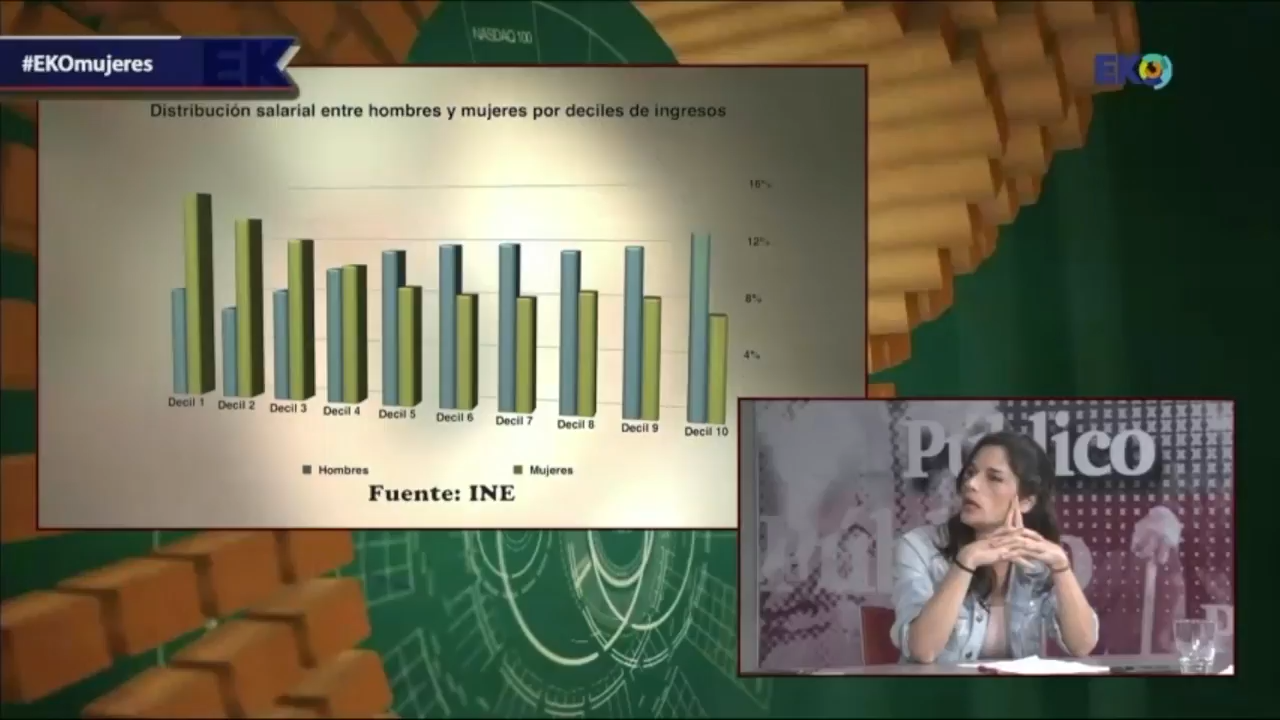 NASDAQ 100
#EKOmujeres
EK
EKO
Distribución salarial entre hombres y mujeres por deciles de ingresos
16%
12%
8%
4%
Decil 1
Decil 2
Decil 3
Decil 4
Decil 5
Decil 6
Decil 7
Decil 8
Decil 9
Decil 10
Hombres
Mujeres
Fuente: INE
Público